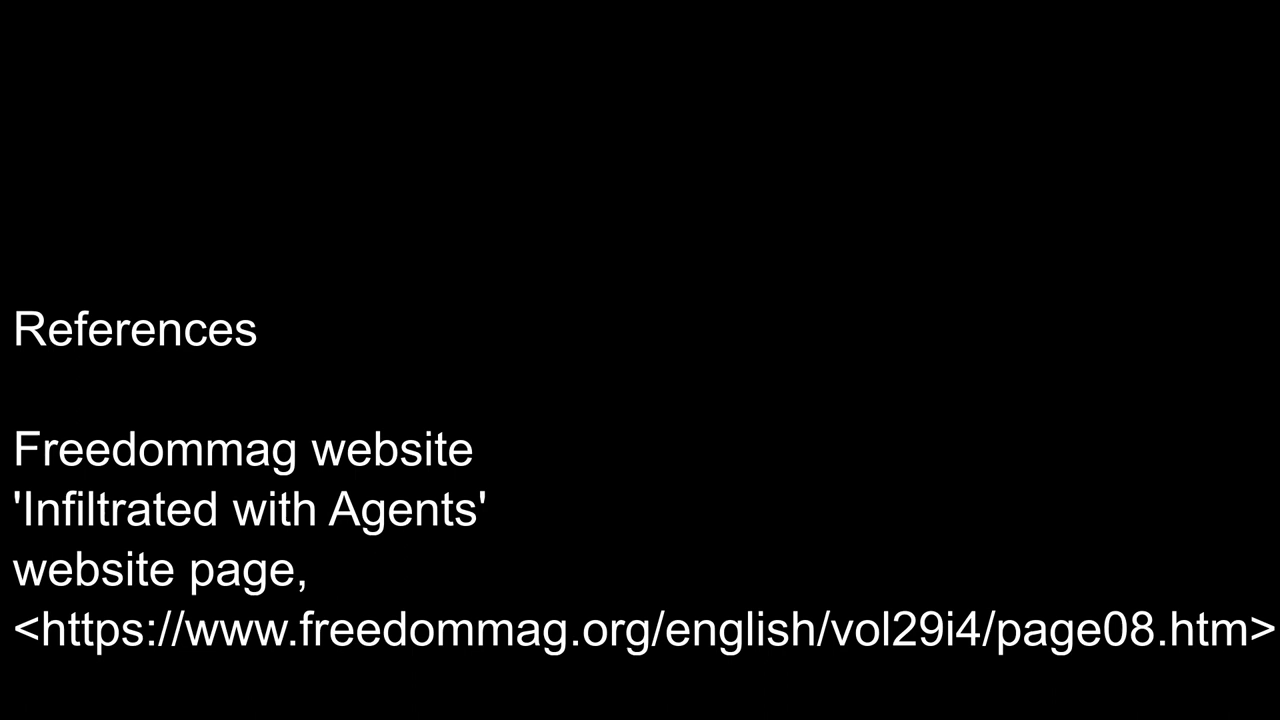 References
Freedommag website
'Infiltrated with Agents'
website page,
<https://www.freedommag.org/english/vol29i4/page08.htm>